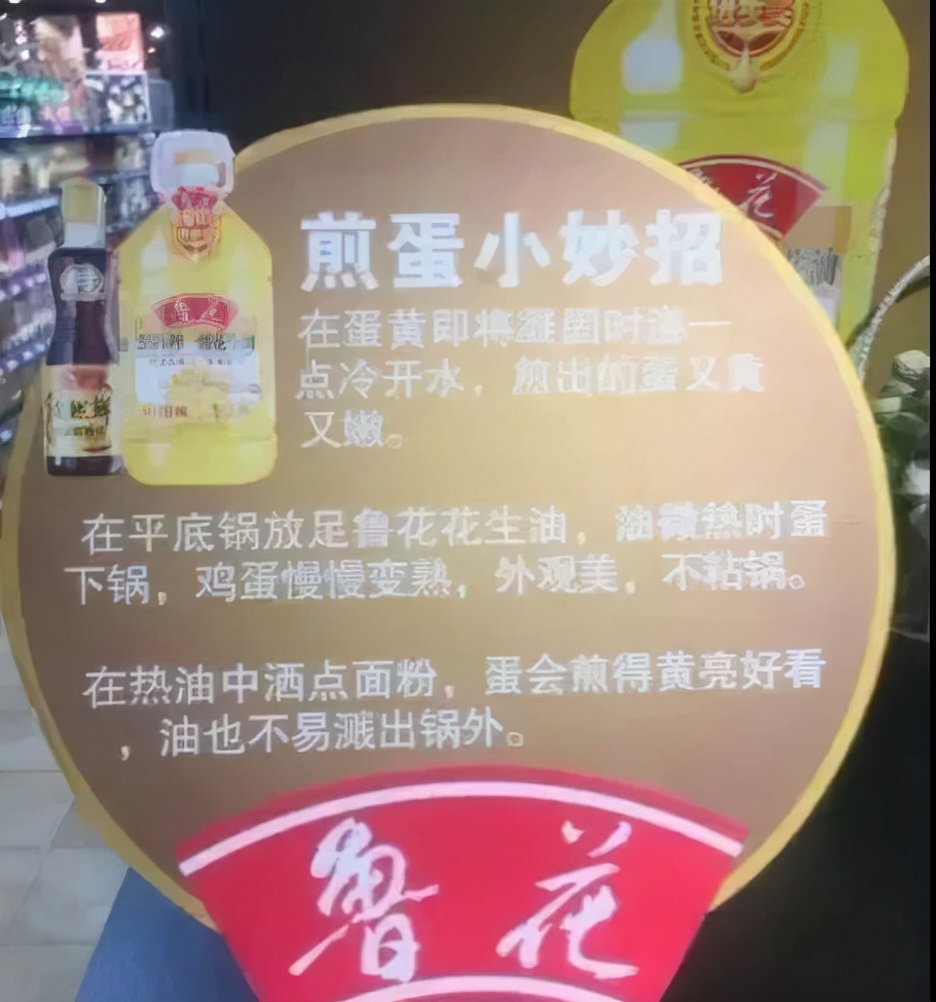 煎蛋小妙招
在蛋黄即将凝固时浇一
点冷开水，煎出的蛋又黄
又嫩。
在平底锅放足鲁花花生油，油微热时蛋
下锅，鸡蛋慢慢变熟，外观美，不粘锅。
在热油中洒点面粉，蛋会煎得黄亮好看
，油也不易溅出锅外。
鲁花
鲁花
花